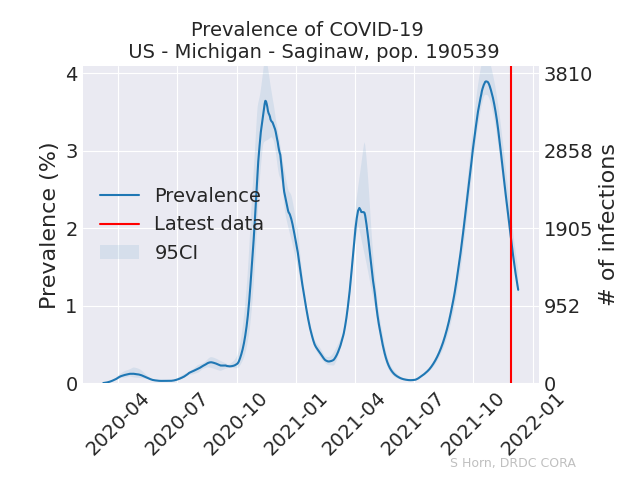 Prevalence of COVID-19
US - Michigan - Saginaw, pop. 190539
Prevalence (%)
4
3
2
1
0
3810
2858
1905
952
0
# of infections
Prevalence
Latest data
95CI
2020-04
2020-07
2020-10
2021-01
2021-04
2021-07
2021-10
2022-01
S Horn, DRDC CORA